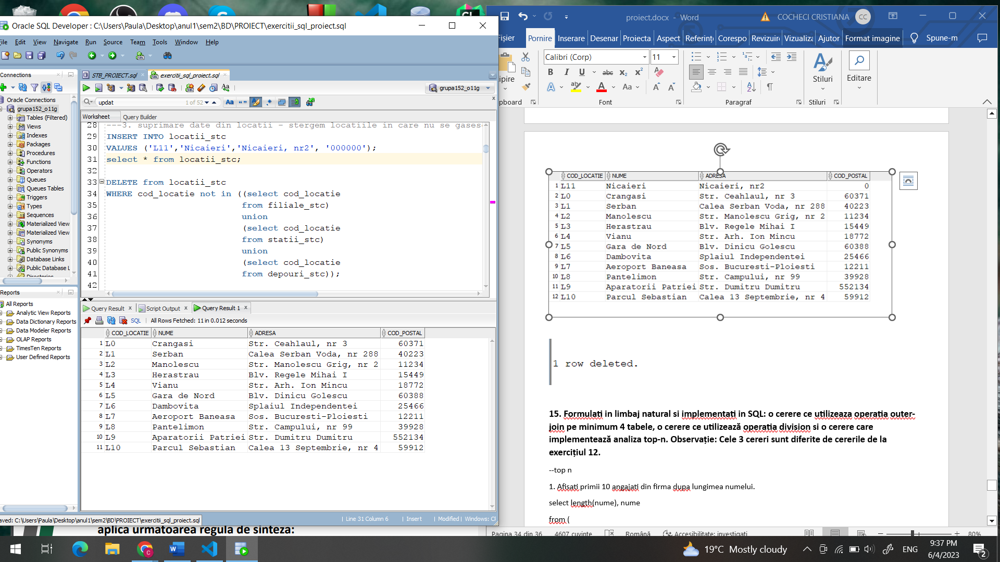 Oracle SQL Developer : C:\Users\Paula\Desktop\anul1\sem2\BD\PROIECT\exercitii_sql_proiect.sql
File Edit View Navigate Run Source Team Tools Window Help
Connections
STB_PROIECT.sql
exercitii_sql_proiect.sql
grupa152_o11g
updat
1 of 52
Worksheet Query Builder
Oracle Connections
grupa152_o11g
Tables (Filtered)
Views
Indexes
Packages
Procedures
Functions
Operators
Queues
Queues Tables
Triggers
Types
Sequences
Materialized View
Materialized View
Synonyms
Public Synonyms
Database Links
Public Database L
Directories
28 ---3. suprimare date din locatii - stergem locatiile in care nu se gases
29 INSERT INTO locatii_stc
30 VALUES ('L11','Nicaieri','Nicaieri, nr2', '000000');
31 select * from locatii_stc;
32
33 DELETE from locatii_stc
34 WHERE cod_locatie not in ((select cod_locatie
35 from filiale_stc)
36 union
37 (select cod_locatie
38 from statii_stc)
39 union
40 (select cod_locatie
41 from depouri_stc));
42
Reports
All Reports
Analytic View Reports
Data Dictionary Reports
Data Modeler Reports
OLAP Reports
TimesTen Reports
User Defined Reports
Query Result Script Output Query Result 1
SQL All Rows Fetched: 11 in 0.012 seconds
COD_LOCATIE NUME ADRESA COD_POSTAL
1 L0 Crangasi Str. Ceahlaul, nr 3 60371
2 L1 Serban Calea Serban Voda, nr 288 40223
3 L2 Manolescu Str. Manolescu Grig, nr 2 11234
4 L3 Herastrau Blv. Regele Mihai I 15449
5 L4 Vianu Str. Arh. Ion Mincu 18772
6 L5 Gara de Nord Blv. Dinicu Golescu 60388
7 L6 Dambovita Splaiul Independentei 25466
8 L7 Aeroport Baneasa Sos. Bucuresti-Ploiesti 12211
9 L8 Pantelimon Str. Campului, nr 99 39928
10 L9 Aparatorii Patriei Str. Dumitru Dumitru 552134
11 L10 Parcul Sebastian Calea 13 Septembrie, nr 4 59912
aved: C:\Users\Paula\Desktop\anul1\sem2\BD\PROIECT\exercitii_sql_proiect.sql
Line 31 Column 6 Insert Modified Windows: CF
aplica urmatoarea regula de sinteza:
proiect.docx - Word
COCHECI CRISTIANA CC
Fișier Pornire Inserare Desenar Proiecta Aspect Referințe Corespo Revizuir Vizualiza Ajutor Format imagine Spune-m
Calibri (Corp) 11
Stiluri
Editare
Font
Paragraf
Stiluri
COD_LOCATIE NUME ADRESA COD_POSTAL
1 L11 Nicaieri Nicaieri, nr2 0
2 L0 Crangasi Str. Ceahlaul, nr 3 60371
3 L1 Serban Calea Serban Voda, nr 288 40223
4 L2 Manolescu Str. Manolescu Grig, nr 2 11234
5 L3 Herastrau Blv. Regele Mihai I 15449
6 L4 Vianu Str. Arh. Ion Mincu 18772
7 L5 Gara de Nord Blv. Dinicu Golescu 60388
8 L6 Dambovita Splaiul Independentei 25466
9 L7 Aeroport Baneasa Sos. Bucuresti-Ploiesti 12211
10 L8 Pantelimon Str. Campului, nr 99 39928
11 L9 Aparatorii Patriei Str. Dumitru Dumitru 552134
12 L10 Parcul Sebastian Calea 13 Septembrie, nr 4 59912
1 row deleted.
15. Formulati in limbaj natural si implementati in SQL: o cerere ce utilizeaza operatia outer-
join pe minimum 4 tabele, o cerere ce utilizează operatia division si o cerere care
implementează analiza top-n. Observație: Cele 3 cereri sunt diferite de cererile de la
exercițiul 12.
--top n
1. Afisati primii 10 angajati din firma dupa lungimea numelui.
select length(nume), nume
from (
Pagina 34 din 36 4607 cuvinte Română Accesibilitate: investigați 80%
19°C Mostly cloudy
ENG
9:37 PM
6/4/2023
2